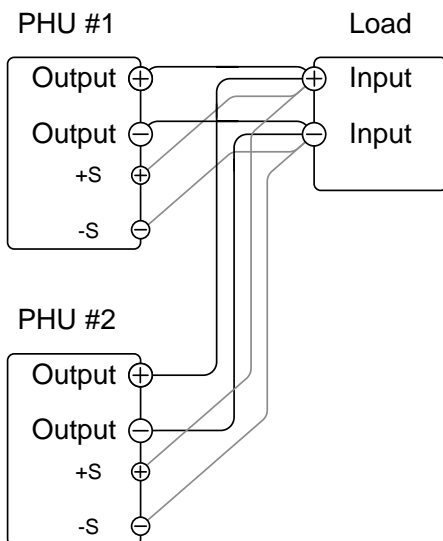 PHU #1
Load
Output
Input
Output
Input
+S
-S
PHU #2
Output
Output
+S
-S